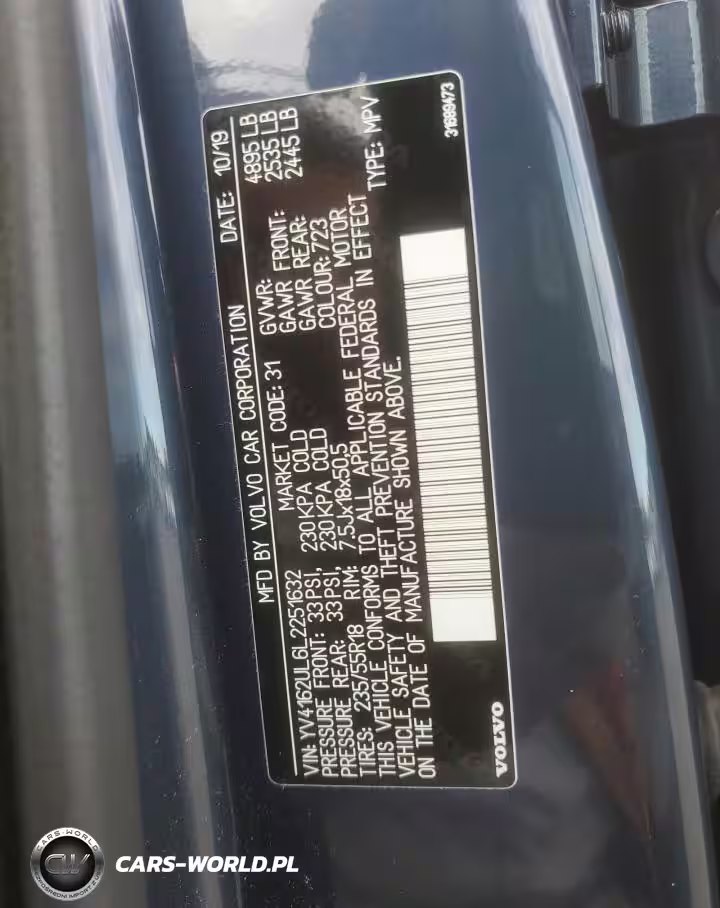 MFD BY VOLVO CAR CORPORATION DATE: 10/19
VIN: YV4162UL6L2251632 MARKET CODE: 31 GVWR: 4895 LB
PRESSURE FRONT: 33 PSI, 230 KPA COLD GAWR FRONT: 2535 LB
PRESSURE REAR: 33 PSI, 230 KPA COLD GAWR REAR: 2445 LB
TIRES: 235/55R18 RIM: 7.5Jx18x50,5 COLOUR: 723
THIS VEHICLE CONFORMS TO ALL APPLICABLE FEDERAL MOTOR
VEHICLE SAFETY AND THEFT PREVENTION STANDARDS IN EFFECT
ON THE DATE OF MANUFACTURE SHOWN ABOVE. TYPE: MPV
VOLVO
31689473
CARS-WORLD
CW
CARS-WORLD.PL